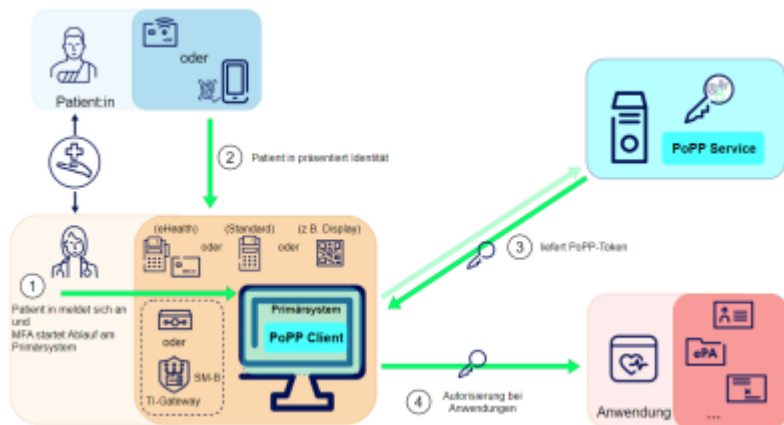 oder
Patient:in
2
Patient:in präsentiert Identität
PoPP Service
(eHealth)
(Standard)
(z.B. Display)
oder
oder
1
3
liefert PoPP-Token
Patient:in meldet sich an
und
MFA startet Ablauf am
Primärsystem
Primärsystem
PoPP Client
oder
SM-B
TI-Gateway
4
Autorisierung bei
Anwendungen
ePA
Anwendung
...